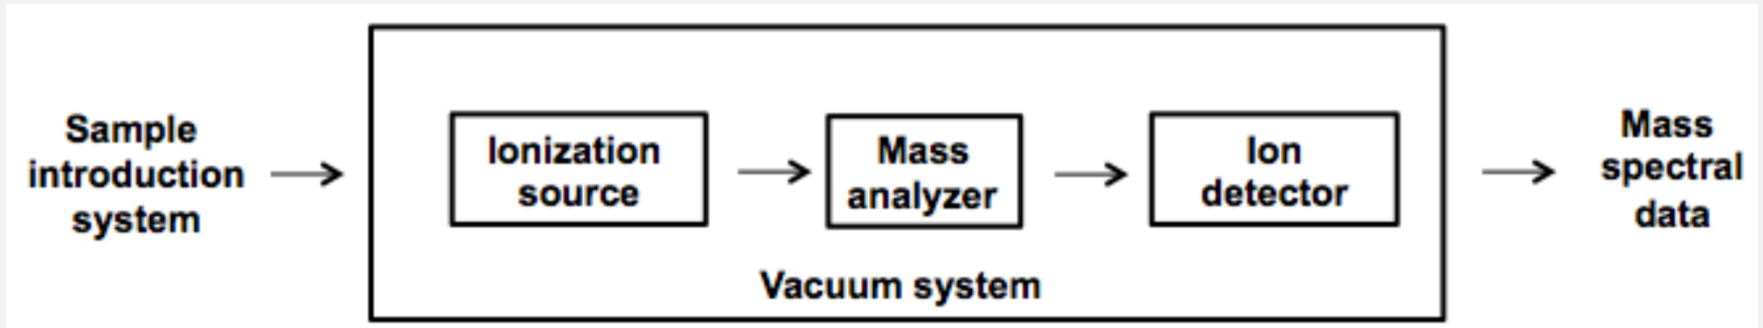 Sample
introduction
system
Ionization
source
Mass
analyzer
Ion
detector
Vacuum system
Mass
spectral
data